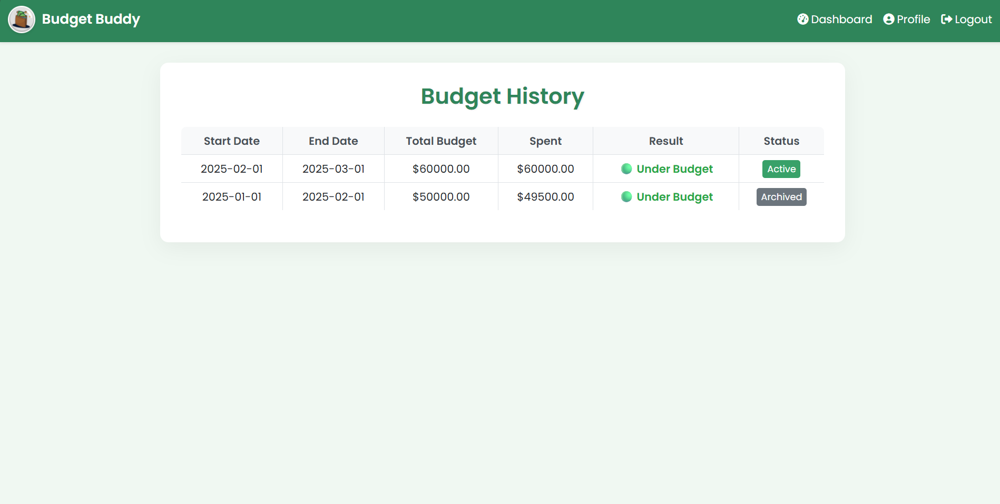 Budget Buddy
Dashboard Profile Logout
Budget History
Start Date End Date Total Budget Spent Result Status
2025-02-01 2025-03-01 $60000.00 $60000.00 Under Budget Active
2025-01-01 2025-02-01 $50000.00 $49500.00 Under Budget Archived